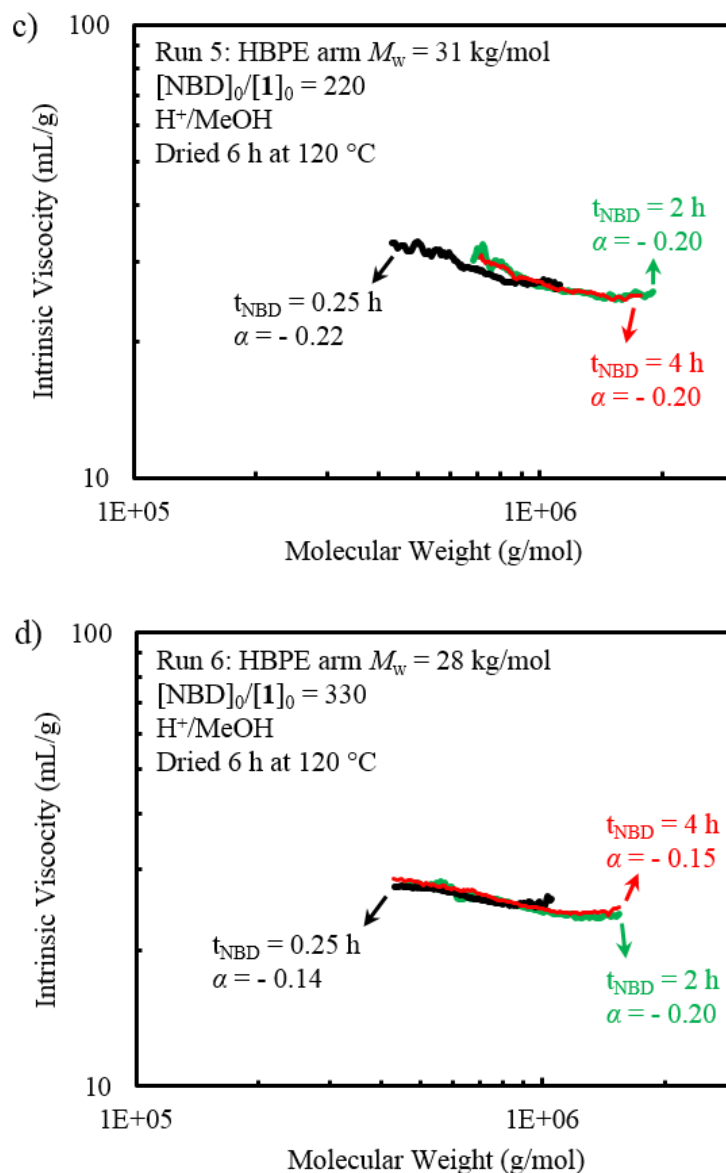 c)
100
Run 5: HBPE arm Mw = 31 kg/mol
[NBD]0/[1]0 = 220
H+/MeOH
Dried 6 h at 120 °C
tNBD = 2 h
α = - 0.20
tNBD = 0.25 h
α = - 0.22
tNBD = 4 h
α = - 0.20
Intrinsic Viscocity (mL/g)
10
1E+05
1E+06
Molecular Weight (g/mol)
d)
100
Run 6: HBPE arm Mw = 28 kg/mol
[NBD]0/[1]0 = 330
H+/MeOH
Dried 6 h at 120 °C
tNBD = 4 h
α = - 0.15
tNBD = 0.25 h
α = - 0.14
tNBD = 2 h
α = - 0.20
Intrinsic Viscocity (mL/g)
10
1E+05
1E+06
Molecular Weight (g/mol)